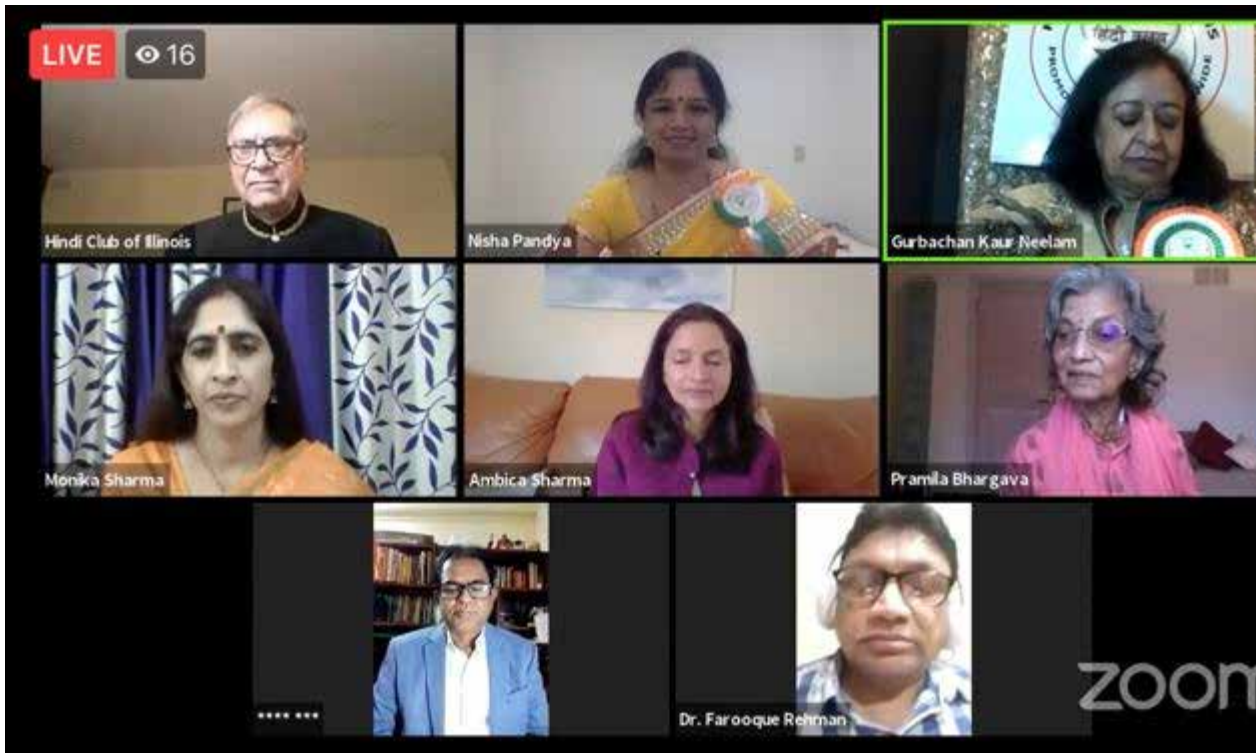 LIVE
16
हिंदी
Hindi Club of Illinois
Nisha Pandya
Gurbachan Kaur Neelam
Monika Sharma
Ambica Sharma
Pramila Bhargava
**** ***
Dr. Farooque Rehman
zoom